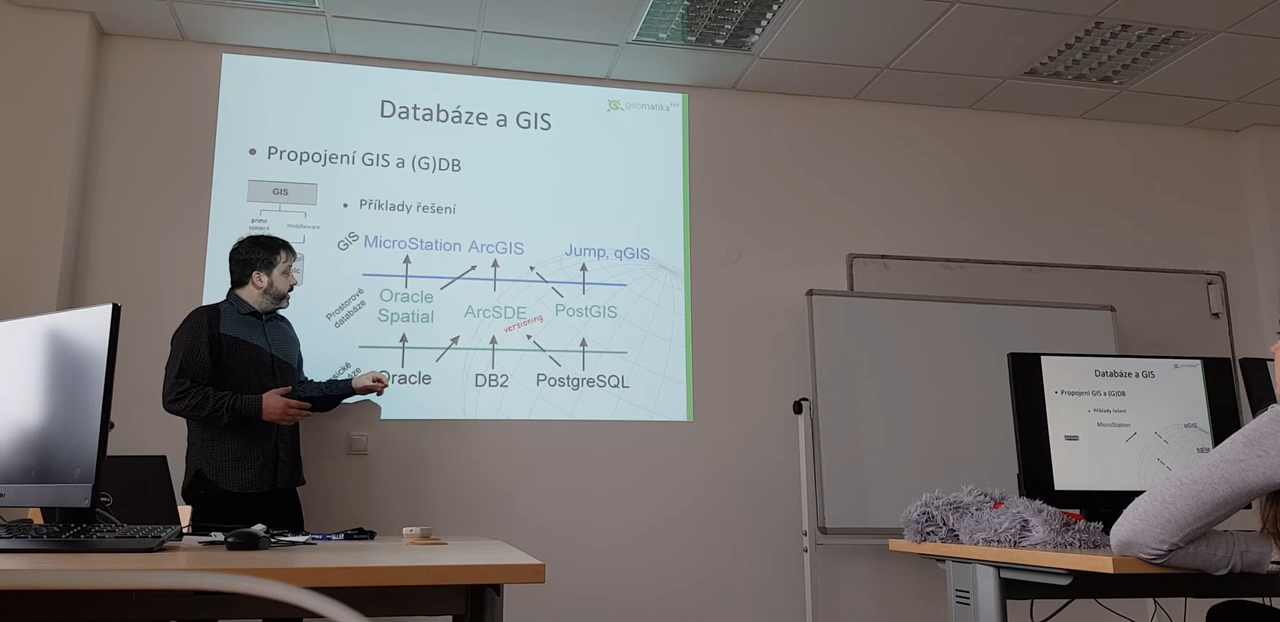 Databáze a GIS
geomatika
• Propojení GIS a (G)DB
GIS
přímé middleware
spojení
• Příklady řešení
GIS
MicroStation ArcGIS Jump, qGIS
Prostorové
databáze
Oracle
Spatial
ArcSDE PostGIS
versioning
Oracle DB2 PostgreSQL
DELL
Databáze a GIS
• Propojení GIS a (G)DB
• Příklady řešení
MicroStation qGIS